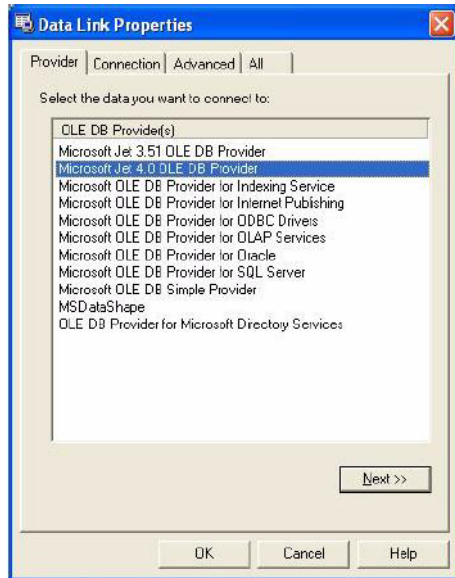 Data Link Properties
Provider Connection Advanced All
Select the data you want to connect to:
OLE DB Provider(s)
Microsoft Jet 3.51 OLE DB Provider
Microsoft Jet 4.0 OLE DB Provider
Microsoft OLE DB Provider for Indexing Service
Microsoft OLE DB Provider for Internet Publishing
Microsoft OLE DB Provider for ODBC Drivers
Microsoft OLE DB Provider for OLAP Services
Microsoft OLE DB Provider for Oracle
Microsoft OLE DB Provider for SQL Server
Microsoft OLE DB Simple Provider
MSDataShape
OLE DB Provider for Microsoft Directory Services
Next >>
OK Cancel Help